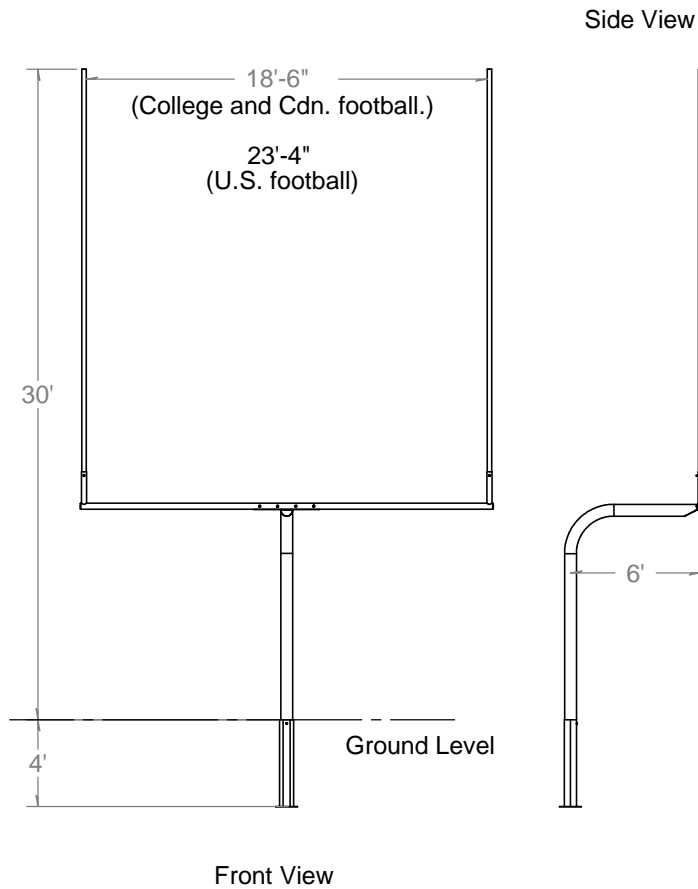 Side View
18'-6"
(College and Cdn. football.)
23'-4"
(U.S. football)
30'
6'
Ground Level
4'
Front View